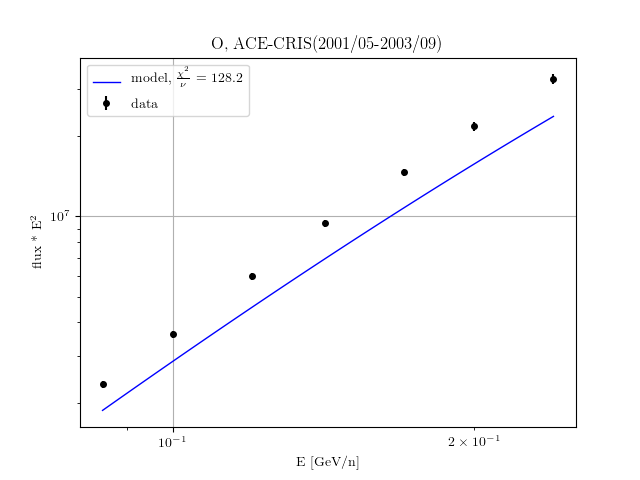 O, ACE-CRIS(2001/05-2003/09)
model, χ²/ν = 128.2
data
flux * E²
10⁷
10⁻¹
2 × 10⁻¹
E [GeV/n]